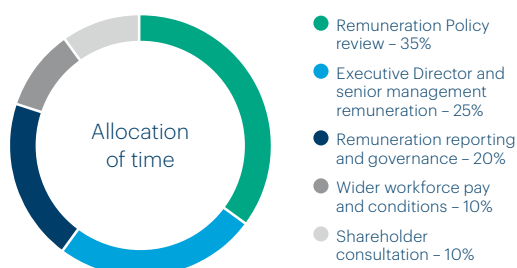 Allocation
of time
Remuneration Policy
review – 35%
Executive Director and
senior management
remuneration – 25%
Remuneration reporting
and governance – 20%
Wider workforce pay
and conditions – 10%
Shareholder
consultation – 10%